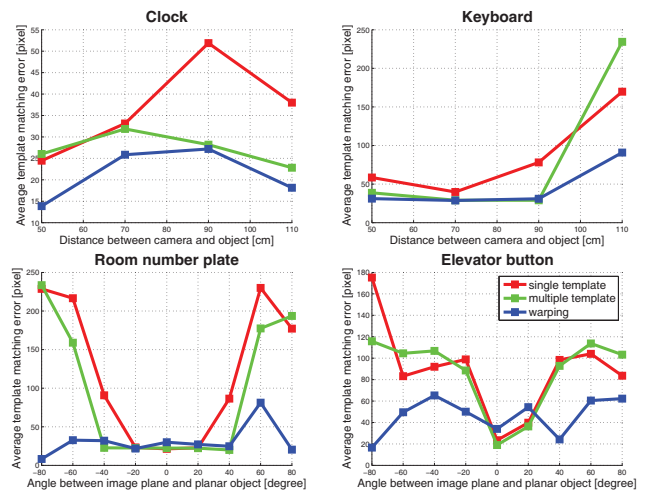 Clock
Average template matching error [pixel]
55
50
45
40
35
30
25
20
15
10
50 60 70 80 90 100 110
Distance between camera and object [cm]
Keyboard
Average template matching error [pixel]
250
200
150
100
50
0
50 60 70 80 90 100 110
Distance between camera and object [cm]
Room number plate
Average template matching error [pixel]
250
200
150
100
50
0
-80 -60 -40 -20 0 20 40 60 80
Angle between image plane and planar object [degree]
Elevator button
Average template matching error [pixel]
180
160
140
120
100
80
60
40
20
0
-80 -60 -40 -20 0 20 40 60 80
Angle between image plane and planar object [degree]
single template
multiple template
warping